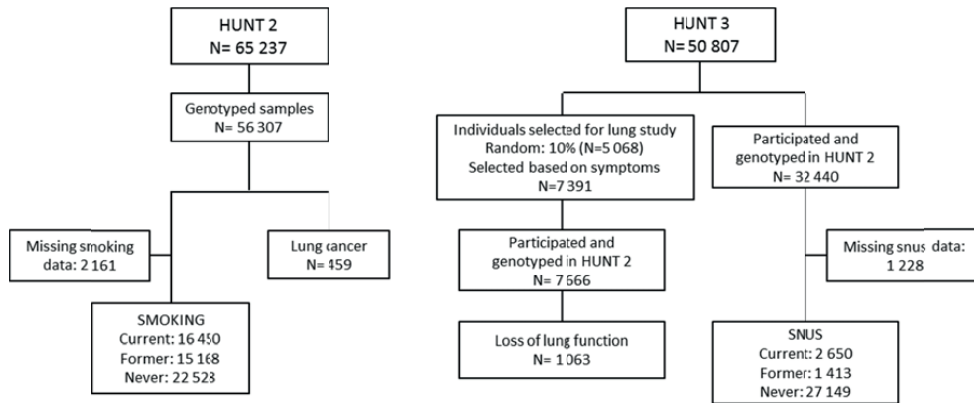 HUNT 2
N= 65 237
Genotyped samples
N= 56 307
Missing smoking
data: 2 161
Lung cancer
N= 459
SMOKING
Current: 16 450
Former: 15 168
Never: 22 528
HUNT 3
N= 50 807
Individuals selected for lung study
Random: 10% (N=5 068)
Selected based on symptoms
N=7 391
Participated and
genotyped in HUNT 2
N= 7 666
Loss of lung function
N= 1 063
Participated and
genotyped in HUNT 2
N= 32 440
Missing snus data:
1 228
SNUS
Current: 2 650
Former: 1 413
Never: 27 149